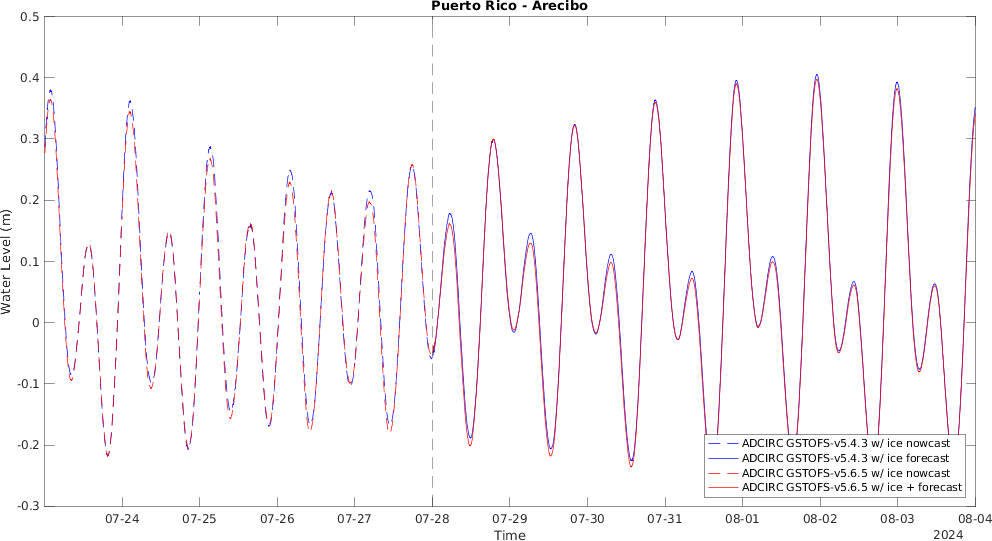 Puerto Rico - Arecibo
0.5
0.4
0.3
0.2
0.1
0
-0.1
-0.2
-0.3
Water Level (m)
ADCIRC GSTOFS-v5.4.3 w/ ice nowcast
ADCIRC GSTOFS-v5.4.3 w/ ice forecast
ADCIRC GSTOFS-v5.6.5 w/ ice nowcast
ADCIRC GSTOFS-v5.6.5 w/ ice + forecast
07-24 07-25 07-26 07-27 07-28 07-29 07-30 07-31 08-01 08-02 08-03 08-04
Time
2024